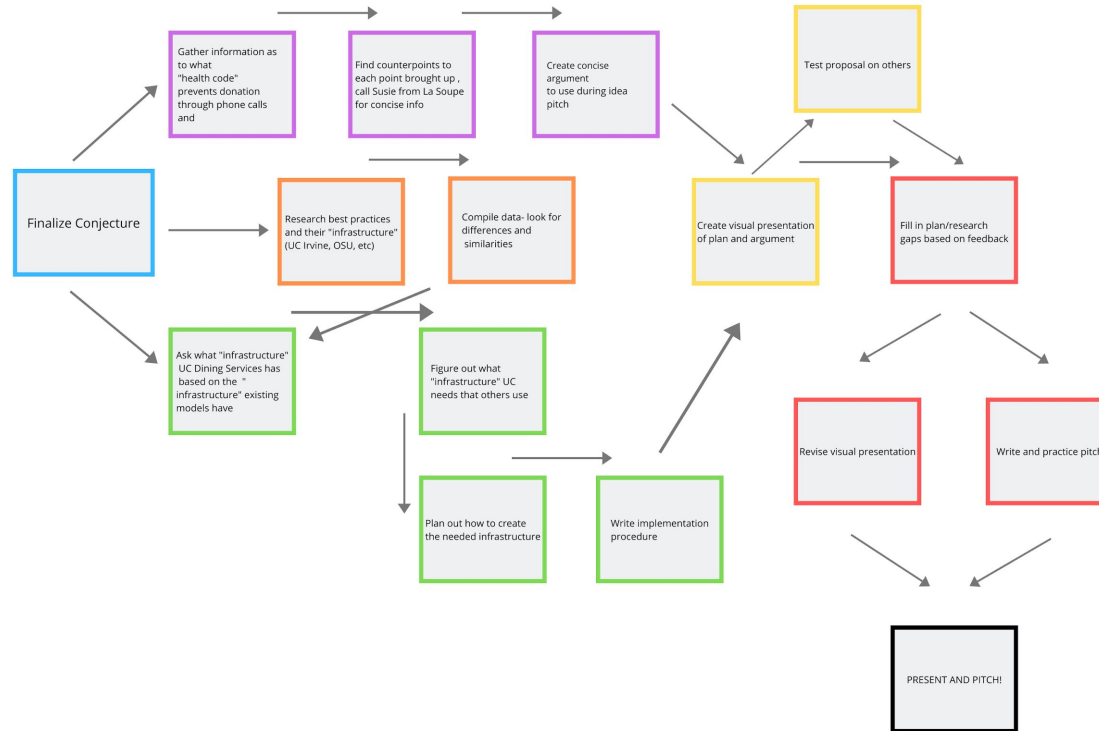 Gather information as
to what
"health code"
prevents donation
through phone calls
and
Find counterpoints to
each point brought up ,
call Susie from La Soupe
for concise info
Create concise
argument
to use during idea
pitch
Test proposal on others
Finalize Conjecture
Research best practices
and their "infrastructure"
(UC Irvine, OSU, etc)
Compile data- look for
differences and
similarities
Create visual presentation
of plan and argument
Fill in plan/research
gaps based on feedback
Ask what "infrastructure"
UC Dining Services has
based on the "
infrastructure" existing
models have
Figure out what
"infrastructure" UC
needs that others use
Revise visual presentation
Write and practice pitch
Plan out how to create
the needed infrastructure
Write implementation
procedure
PRESENT AND PITCH!